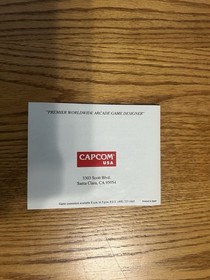 "PREMIER WORLDWIDE ARCADE GAME DESIGNER"
CAPCOM
USA
3303 Scott Blvd.
Santa Clara, CA 95054